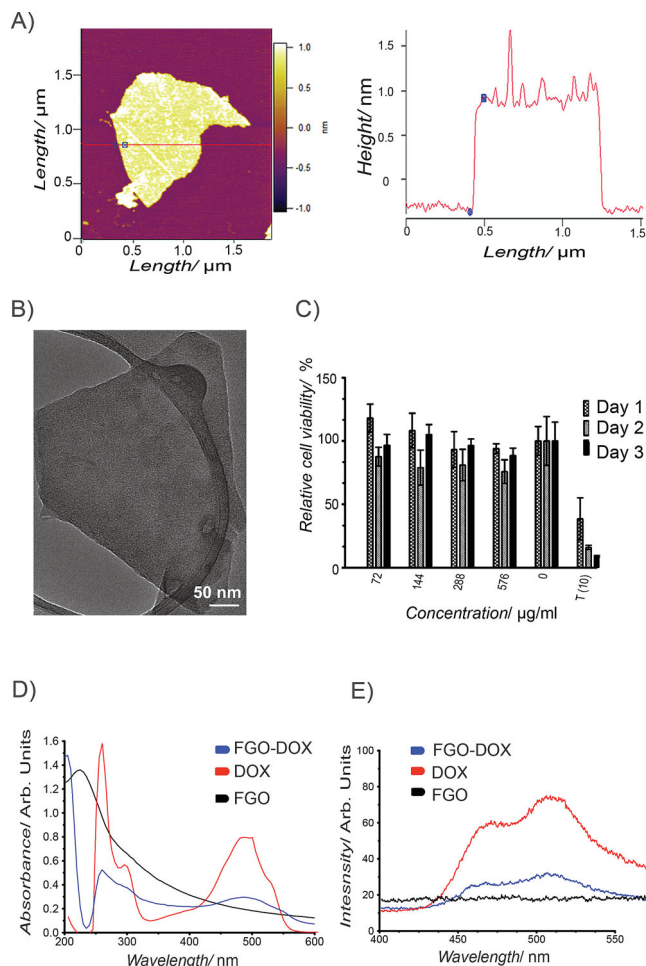 A)
Length/ µm
1.5
1.0
0.5
0
0
0.5
1.0
1.5
Length/ µm
1.0
0.5
0.0
nm
-0.5
-1.0
Height/ nm
1.5
1.0
0.5
0
0
0.5
1.0
1.5
Length/ µm
B)
50 nm
C)
Relative cell viability/ %
150
100
50
0
Day 1
Day 2
Day 3
72
144
288
576
0
T (10)
Concentration/ µg/ml
D)
Absorbance/ Arb. Units
1.6
1.4
1.2
1.0
0.8
0.6
0.4
0.2
0.0
FGO-DOX
DOX
FGO
200
300
400
500
600
Wavelength/ nm
E)
Intesnsity/ Arb. Units
100
80
60
40
20
0
FGO-DOX
DOX
FGO
400
450
500
550
Wavelength/ nm